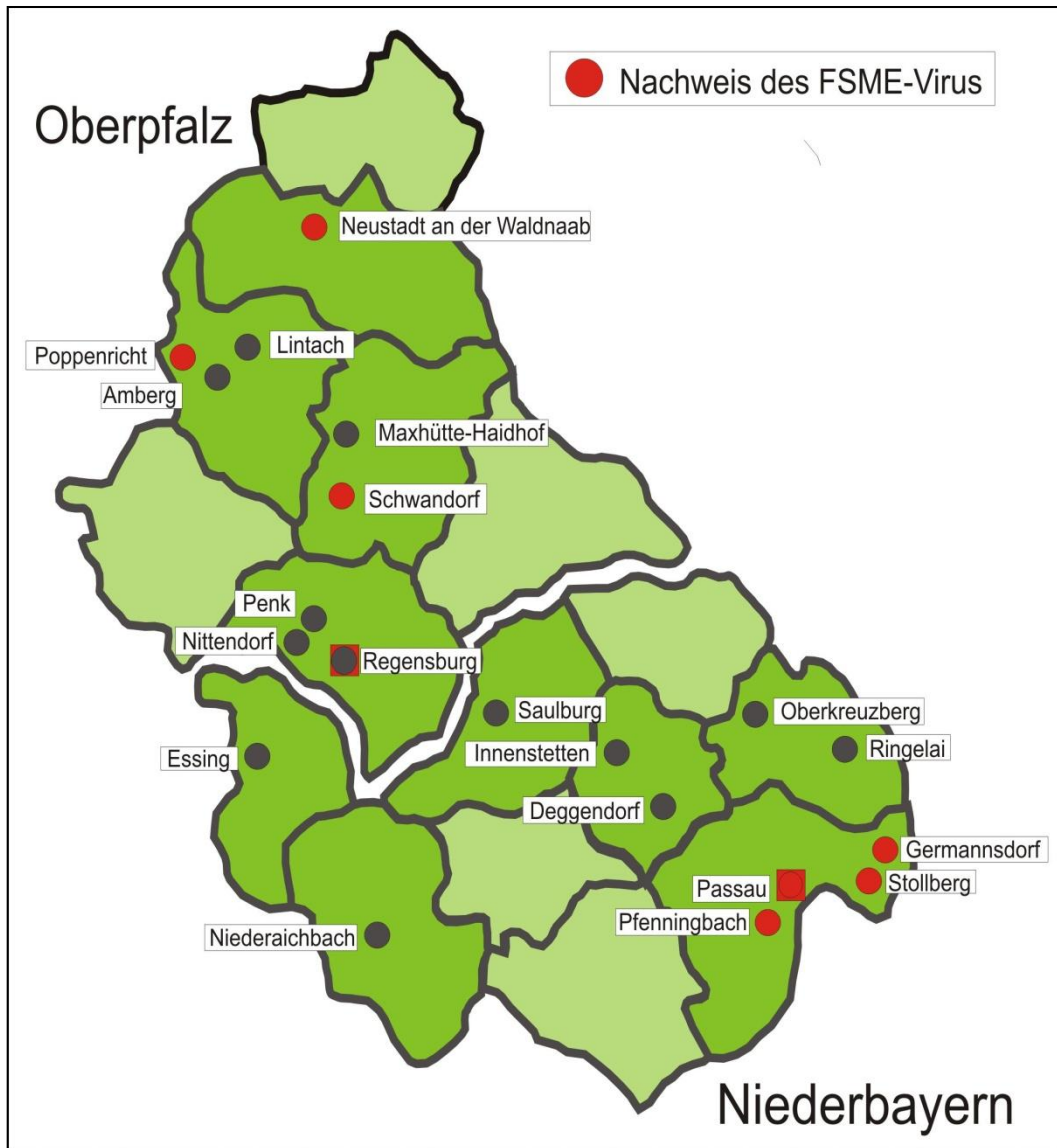 Nachweis des FSME-Virus
Oberpfalz
Neustadt an der Waldnaab
Lintach
Poppenricht
Amberg
Maxhütte-Haidhof
Schwandorf
Penk
Nittendorf
Regensburg
Saulburg
Oberkreuzberg
Essing
Innenstetten
Ringelai
Deggendorf
Germannsdorf
Passau
Stollberg
Pfenningbach
Niederaichbach
Niederbayern